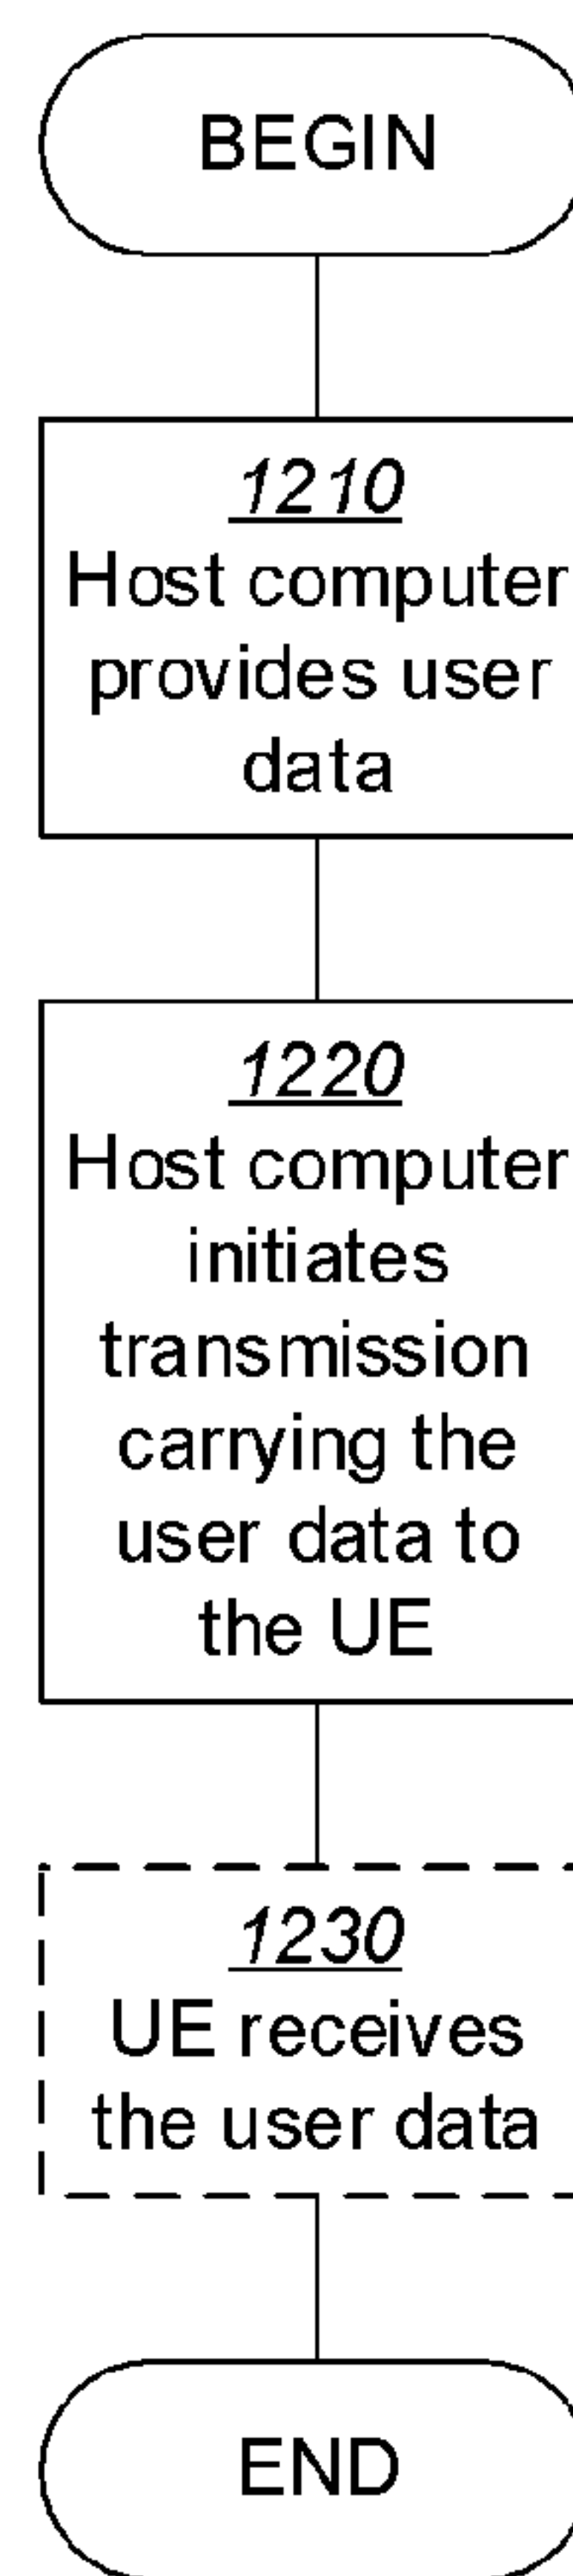 BEGIN
1210
Host computer
provides user
data
1220
Host computer
initiates
transmission
carrying the
user data to
the UE
1230
UE receives
the user data
END